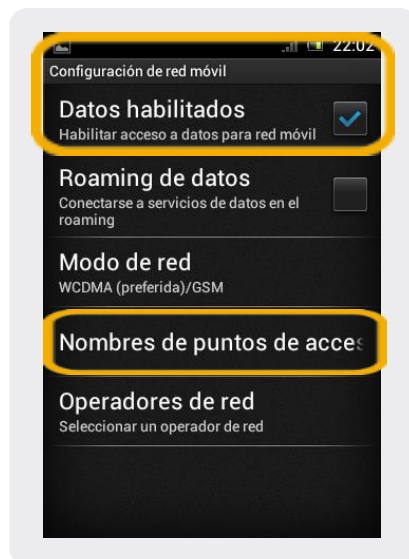 22:02
Configuración de red móvil
Datos habilitados
Habilitar acceso a datos para red móvil
Roaming de datos
Conectarse a servicios de datos en el
roaming
Modo de red
WCDMA (preferida)/GSM
Nombres de puntos de acces
Operadores de red
Seleccionar un operador de red